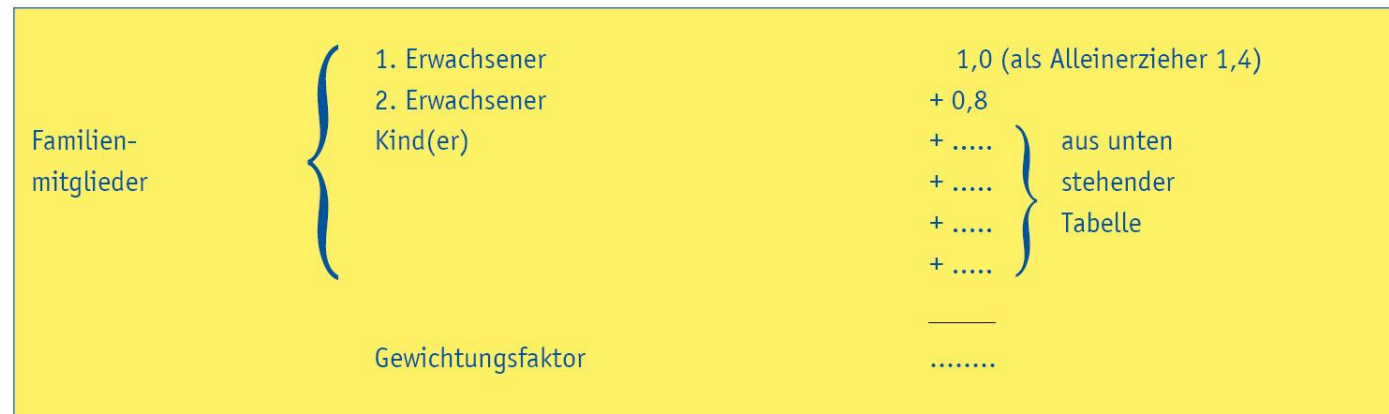 1. Erwachsener 1,0 (als Alleinerzieher 1,4)
2. Erwachsener + 0,8
Familien- Kind(er) + ..... aus unten
mitglieder + ..... stehender
+ ..... Tabelle
+ .....
Gewichtungsfaktor ........